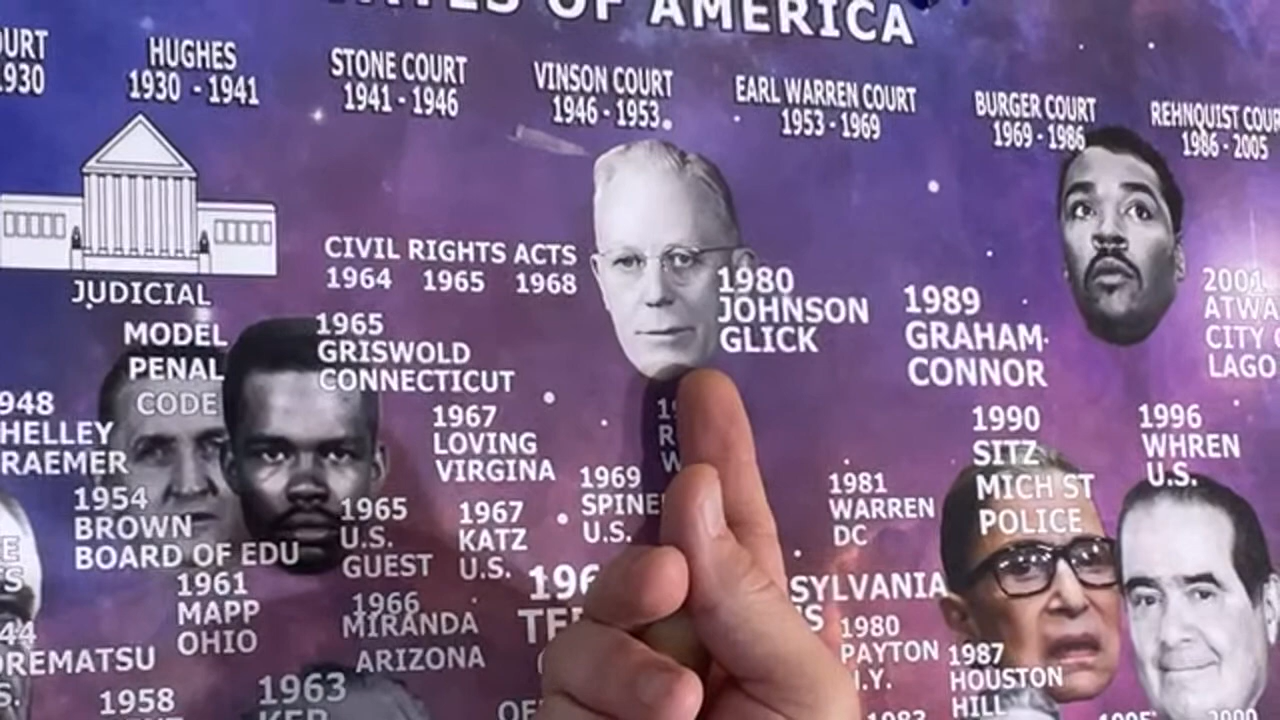 OF AMERICA
1930
HUGHES
1930 - 1941
STONE COURT
1941 - 1946
VINSON COURT
1946 - 1953
EARL WARREN COURT
1953 - 1969
BURGER COURT
1969 - 1986
REHNQUIST COUR
1986 - 2005
JUDICIAL
CIVIL RIGHTS ACTS
1964 1965 1968
1980
JOHNSON
GLICK
1989
GRAHAM
CONNOR
2001
ATWA
CITY
LAGO
MODEL
PENAL
CODE
1965
GRISWOLD
CONNECTICUT
948
HELLEY
RAEMER
1967
LOVING
VIRGINA
1990
SITZ
MICH ST
POLICE
1996
WHREN
U.S.
1954
BROWN
BOARD OF EDU
1965
U.S.
GUEST
1967
KATZ
U.S.
1969
SPINE
U.S.
1981
WARREN
DC
1961
MAPP
OHIO
1966
MIRANDA
ARIZONA
196
SYLVANIA
44
OREMATSU
S.
1980
PAYTON
N.Y.
1987
HOUSTON
HILL
1958
1963
KER